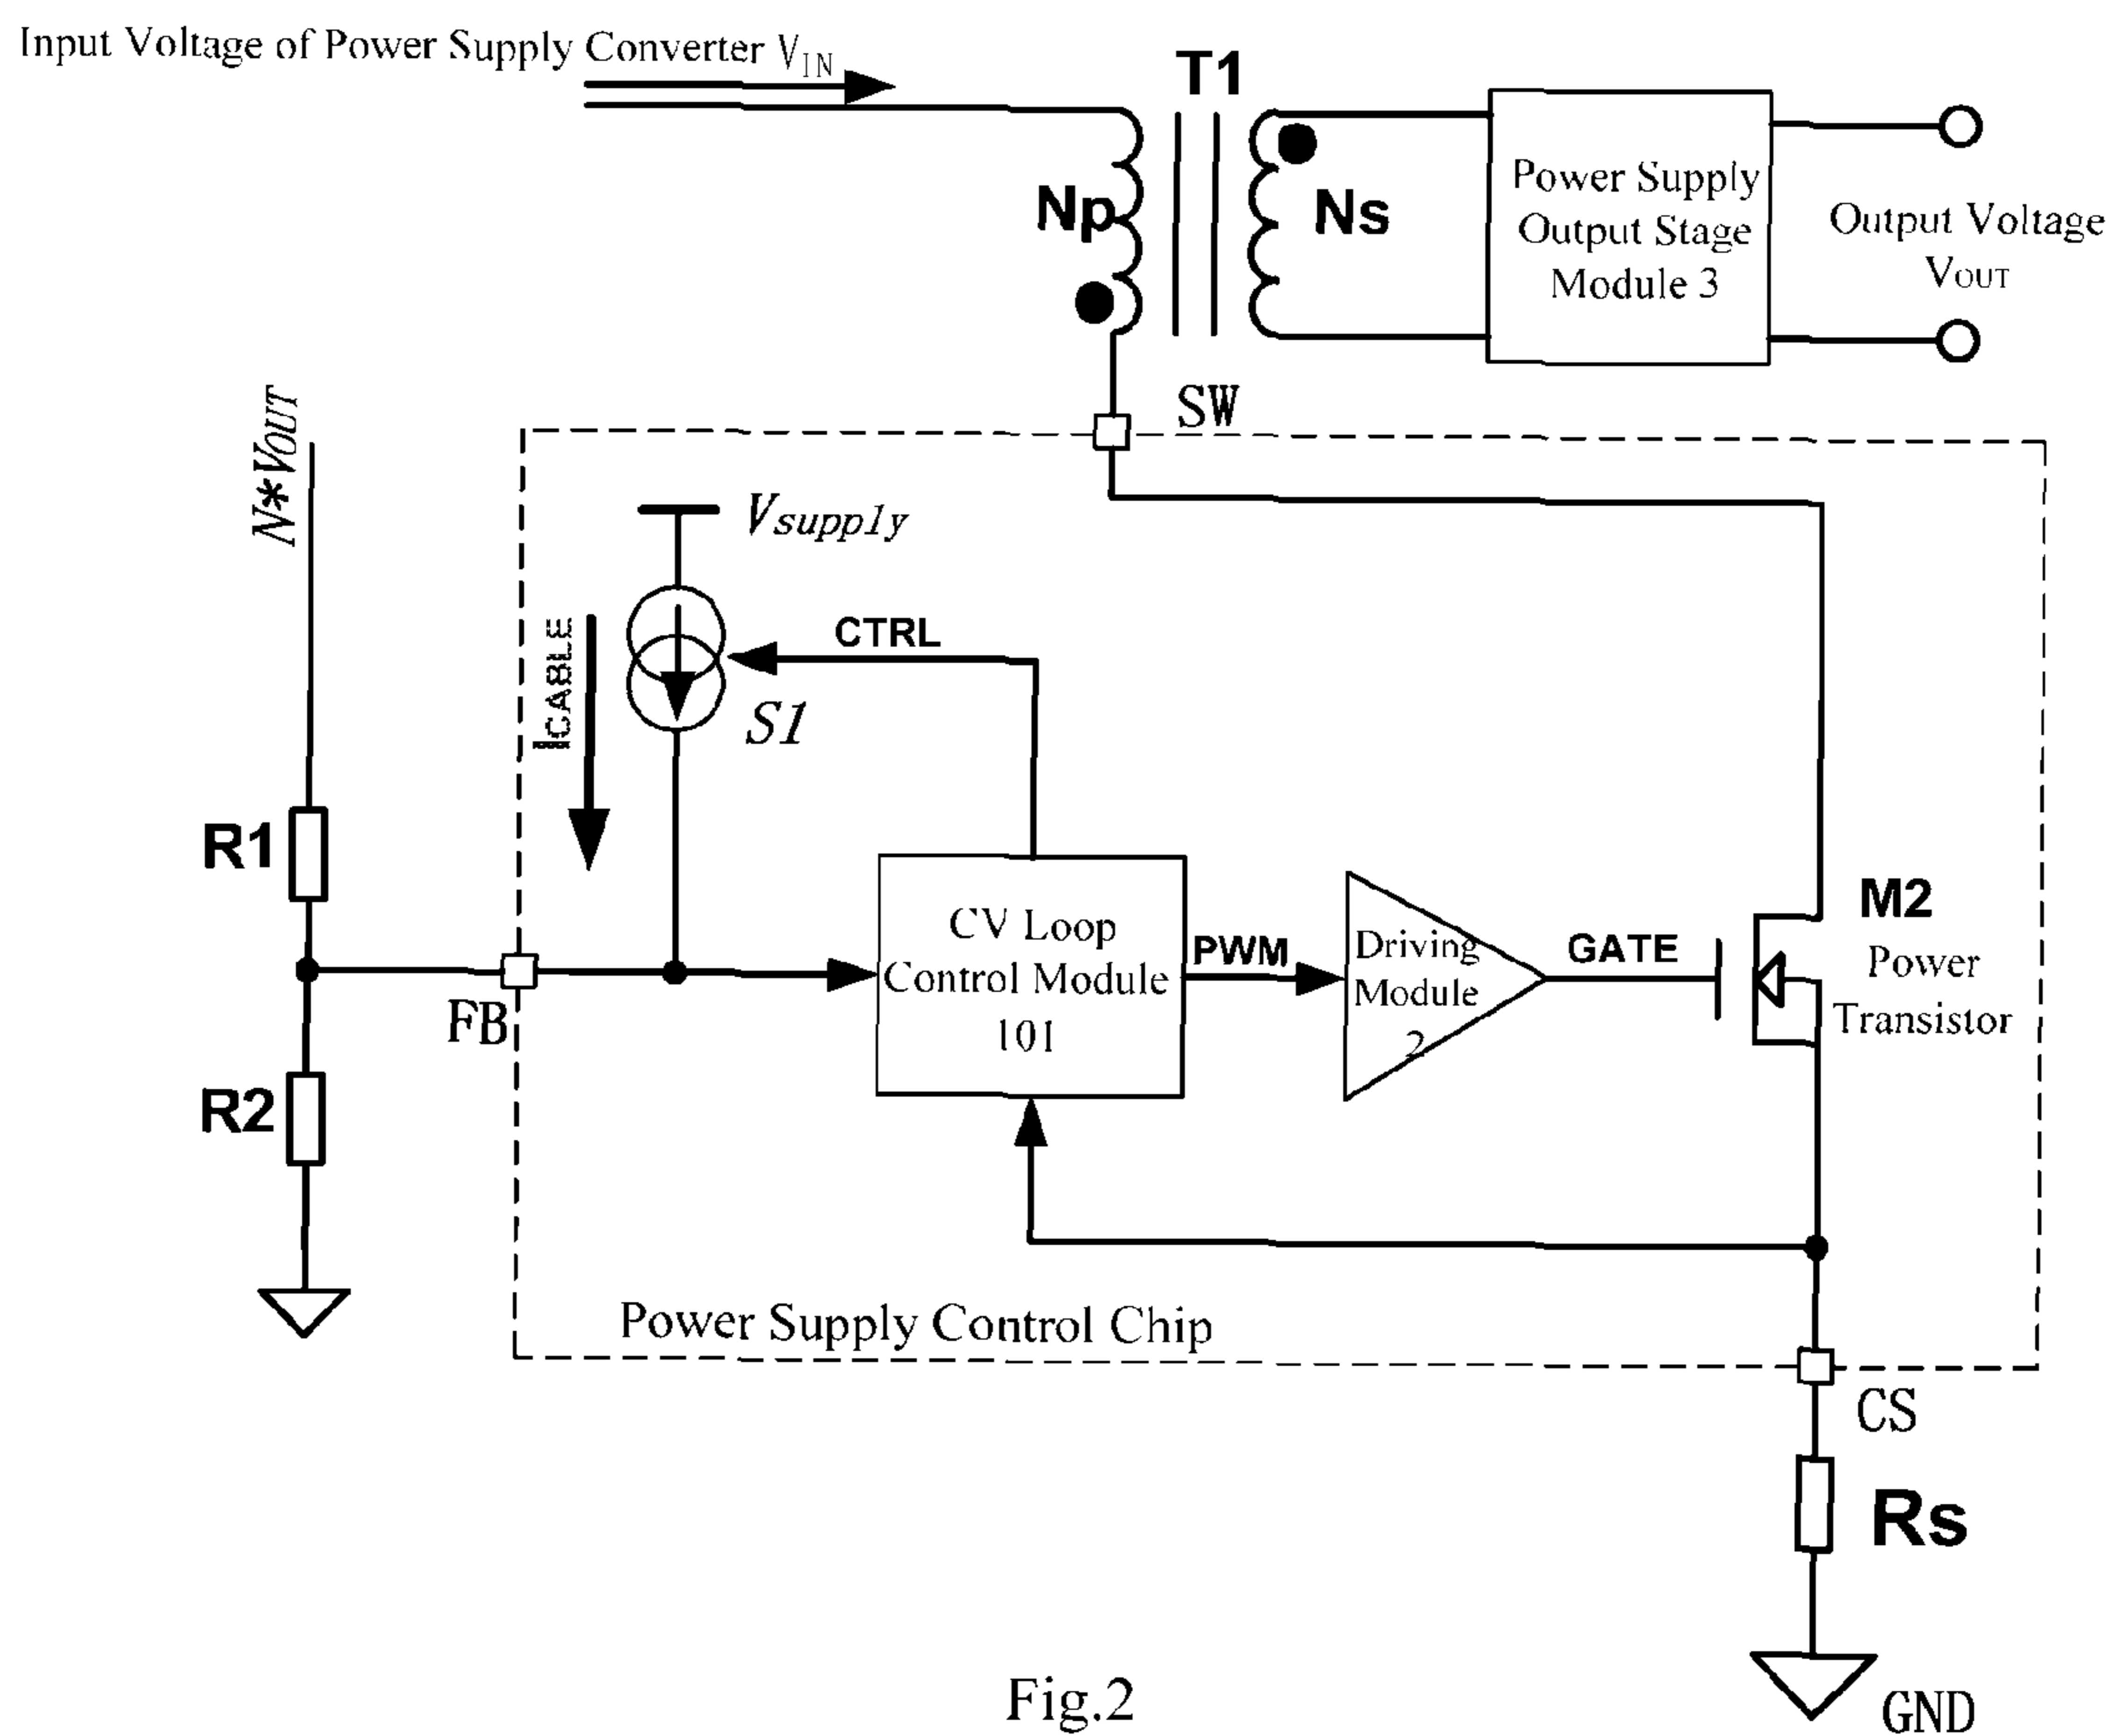 Input Voltage of Power Supply Converter VIN
T1
Np
Ns
Power Supply
Output Stage
Module 3
Output Voltage
VOUT
SW
N*VOUT
Vsupply
ICABLE
CTRL
S1
R1
CV Loop
Control Module
101
PWM
Driving
Module
2
GATE
M2
Power
Transistor
FB
R2
Power Supply Control Chip
CS
Rs
GND
Fig.2